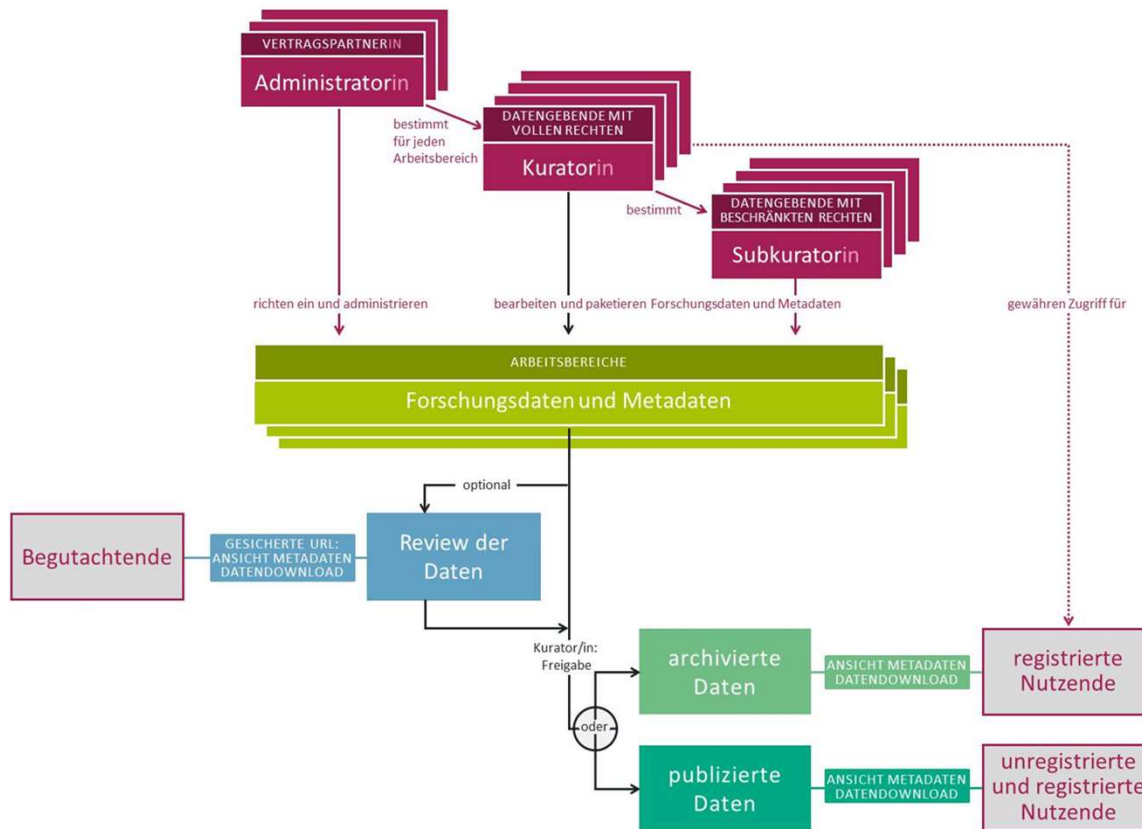 VERTRAGSPARTNERIN
Administratorin
bestimmt
für jeden
Arbeitsbereich
DATENGEBENDE MIT
VOLLEN RECHTEN
Kuratorin
bestimmt
DATENGEBENDE MIT
BESCHRÄNKTEN RECHTEN
Subkuratorin
richten ein und administrieren
bearbeiten und paketieren Forschungsdaten und Metadaten
gewähren Zugriff für
ARBEITSBEREICHE
Forschungsdaten und Metadaten
optional
Begutachtende
GESICHERTE URL:
ANSICHT METADATEN
DATENDOWNLOAD
Review der
Daten
Kurator/in:
Freigabe
oder
archivierte
Daten
ANSICHT METADATEN
DATENDOWNLOAD
registrierte
Nutzende
publizierte
Daten
ANSICHT METADATEN
DATENDOWNLOAD
unregistrierte
und registrierte
Nutzende